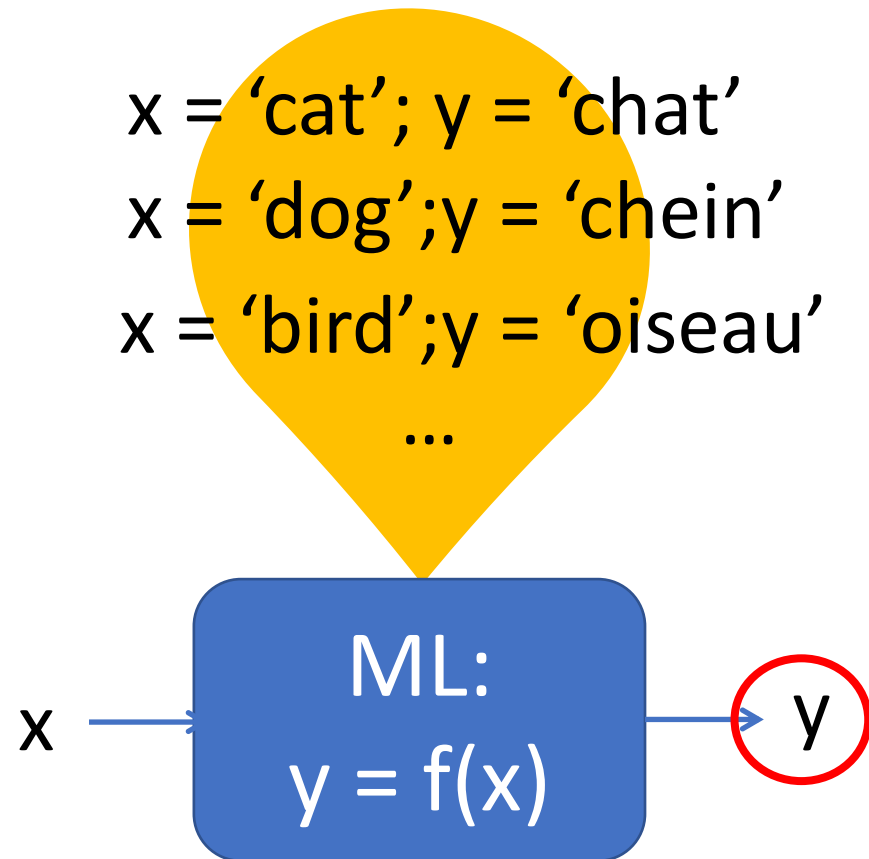 x = ‘cat’; y = ‘chat’
x = ‘dog’;y = ‘chein’
x = ‘bird’;y = ‘oiseau’
...
ML:
x
y
y = f(x)